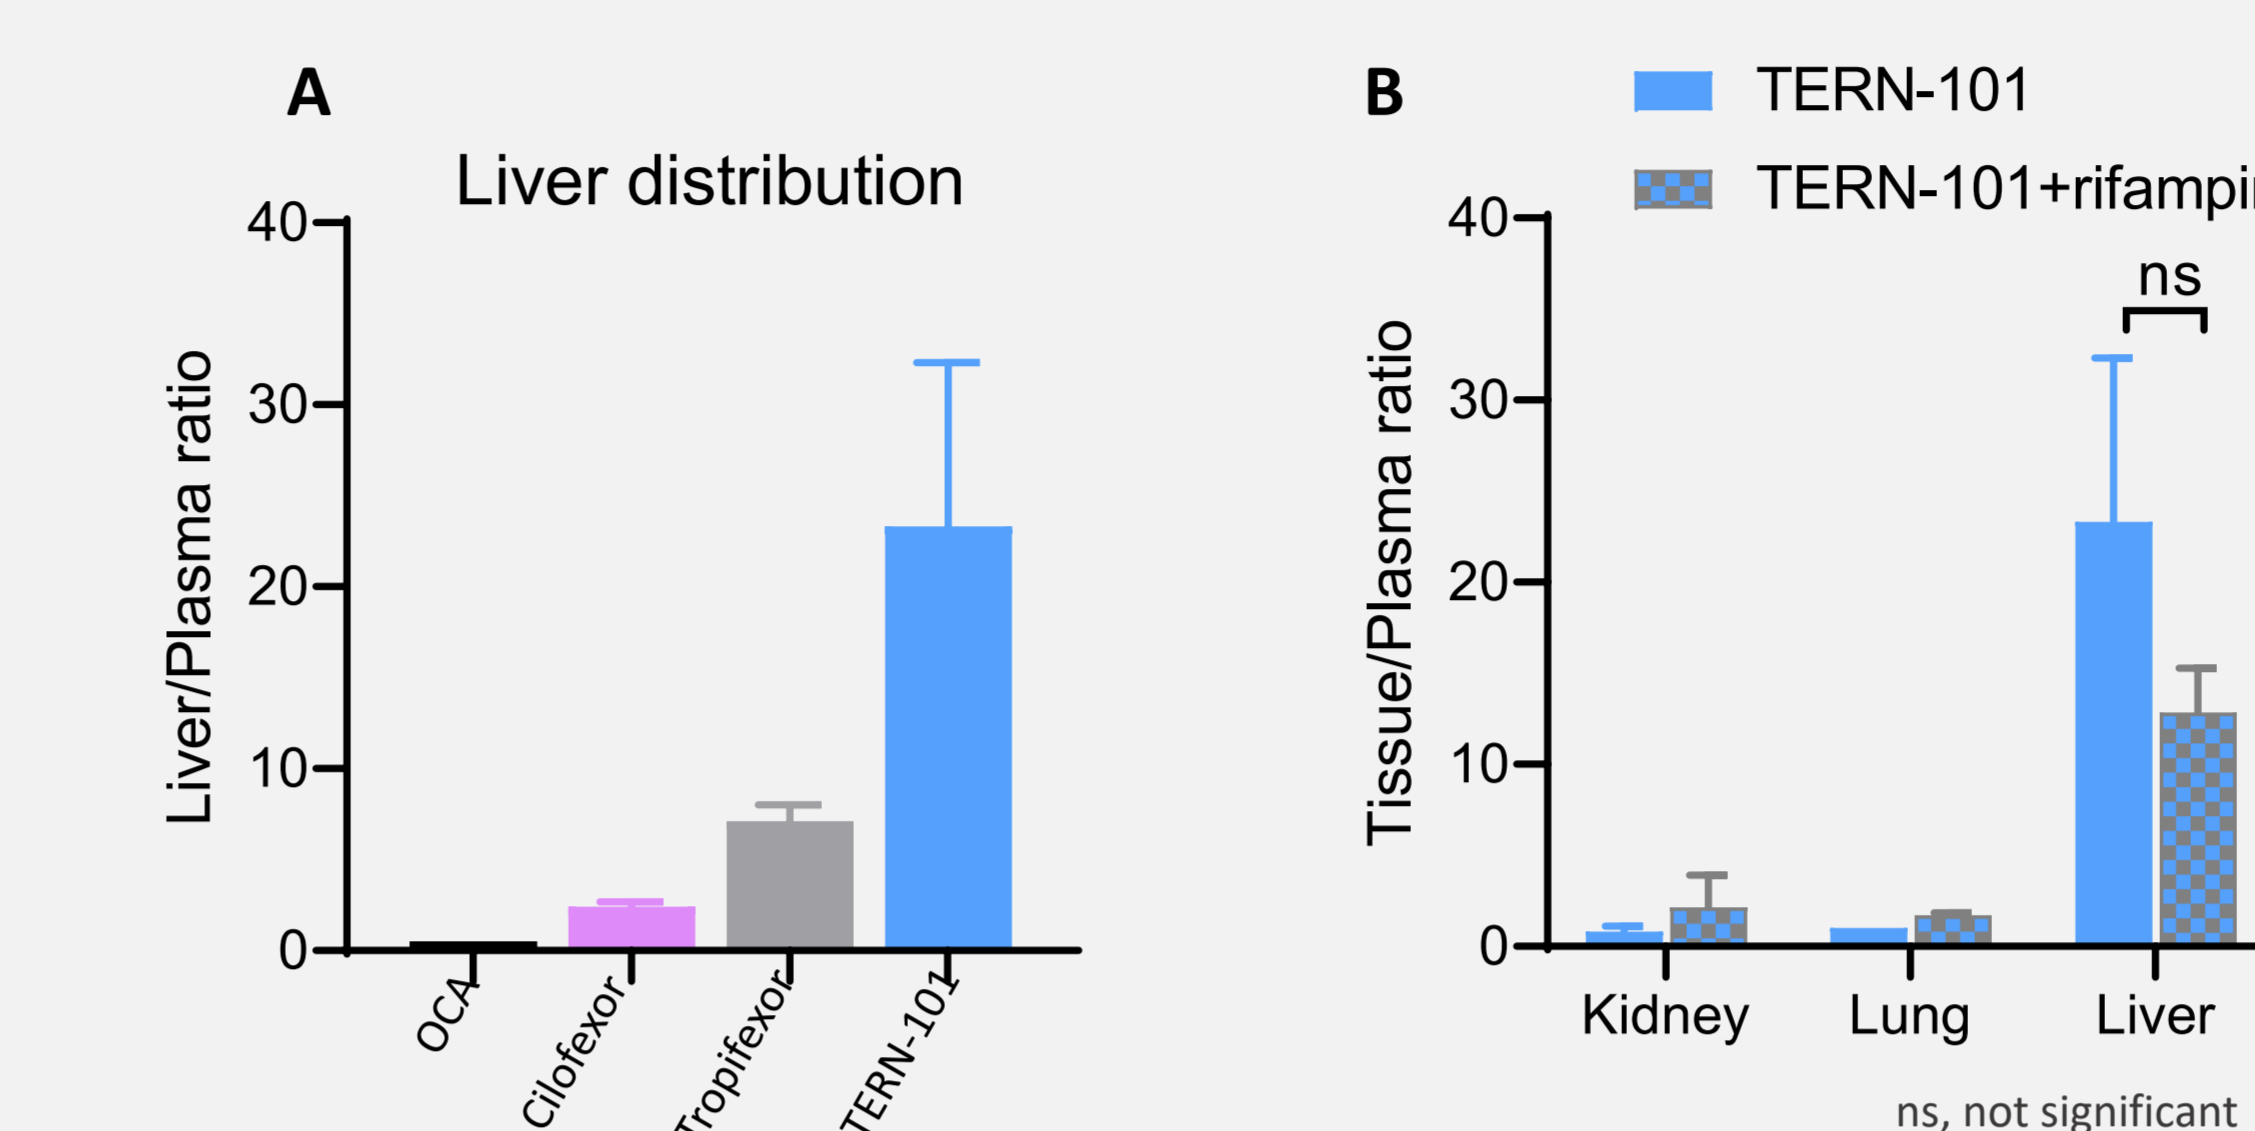 A
Liver distribution
Liver/Plasma ratio
40
30
20
10
0
OCA
Cilofexor
Tropifexor
TERN-101
B
TERN-101
TERN-101+rifampi
ns
Tissue/Plasma ratio
40
30
20
10
0
Kidney
Lung
Liver
ns, not significant